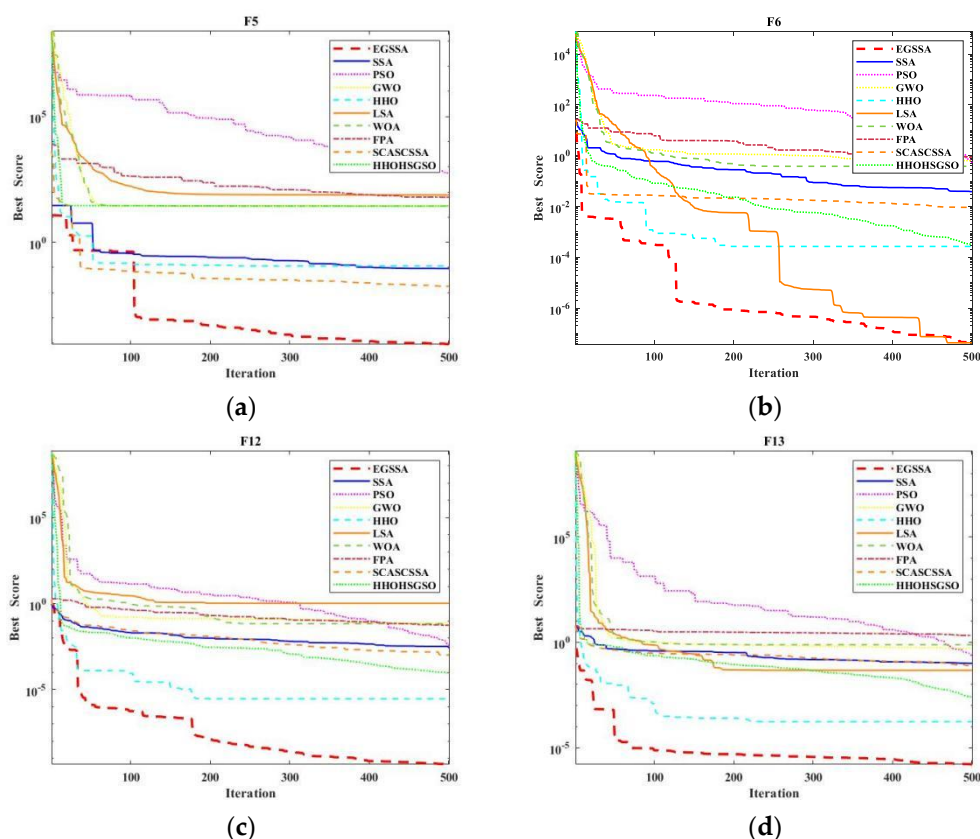 F5
Best Score
10^5
10^0
EGSSA
SSA
PSO
GWO
HHO
LSA
WOA
FPA
SCASCSSA
HHOHSGSO
100
200
300
400
500
Iteration
(a)
F6
Best Score
10^4
10^2
10^0
10^-2
10^-4
10^-6
EGSSA
SSA
PSO
GWO
HHO
LSA
WOA
FPA
SCASCSSA
HHOHSGSO
100
200
300
400
500
Iteration
(b)
F12
Best Score
10^5
10^0
10^-5
EGSSA
SSA
PSO
GWO
HHO
LSA
WOA
FPA
SCASCSSA
HHOHSGSO
100
200
300
400
500
Iteration
(c)
F13
Best Score
10^5
10^0
10^-5
EGSSA
SSA
PSO
GWO
HHO
LSA
WOA
FPA
SCASCSSA
HHOHSGSO
100
200
300
400
500
Iteration
(d)